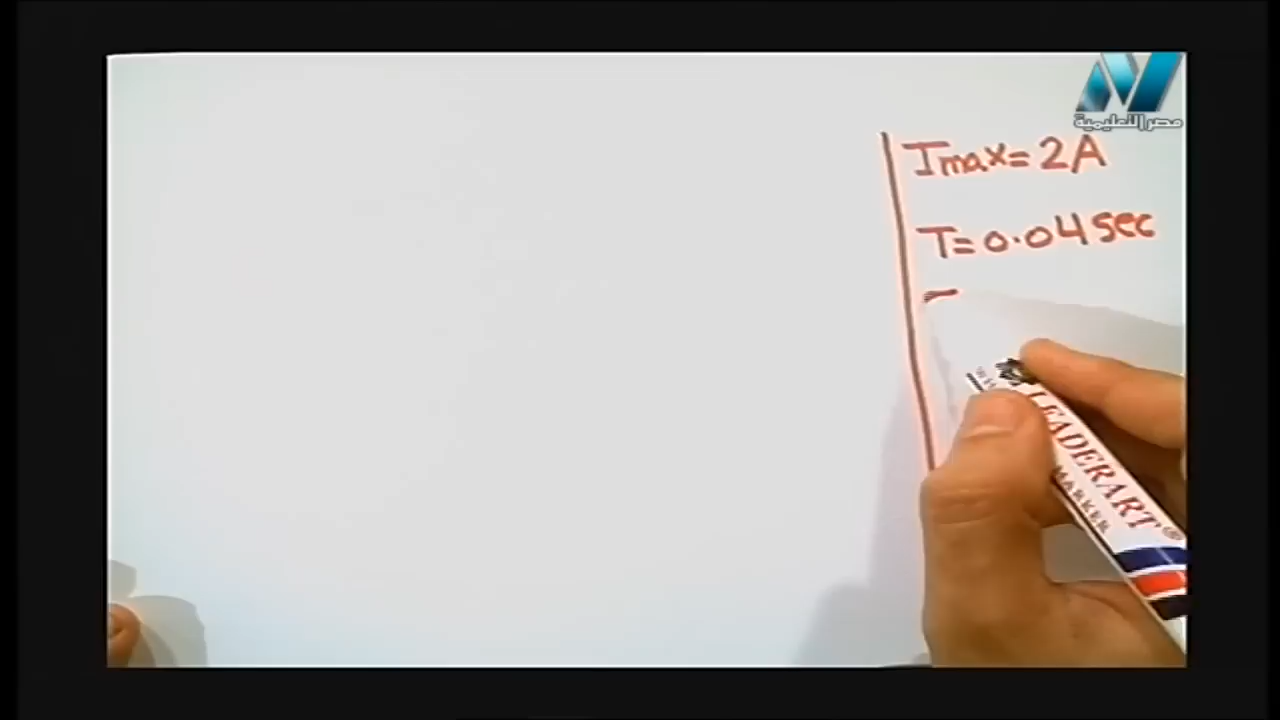 مصر التعليمية
Imax = 2A
T = 0.04 sec
LEADERART®
MARKER